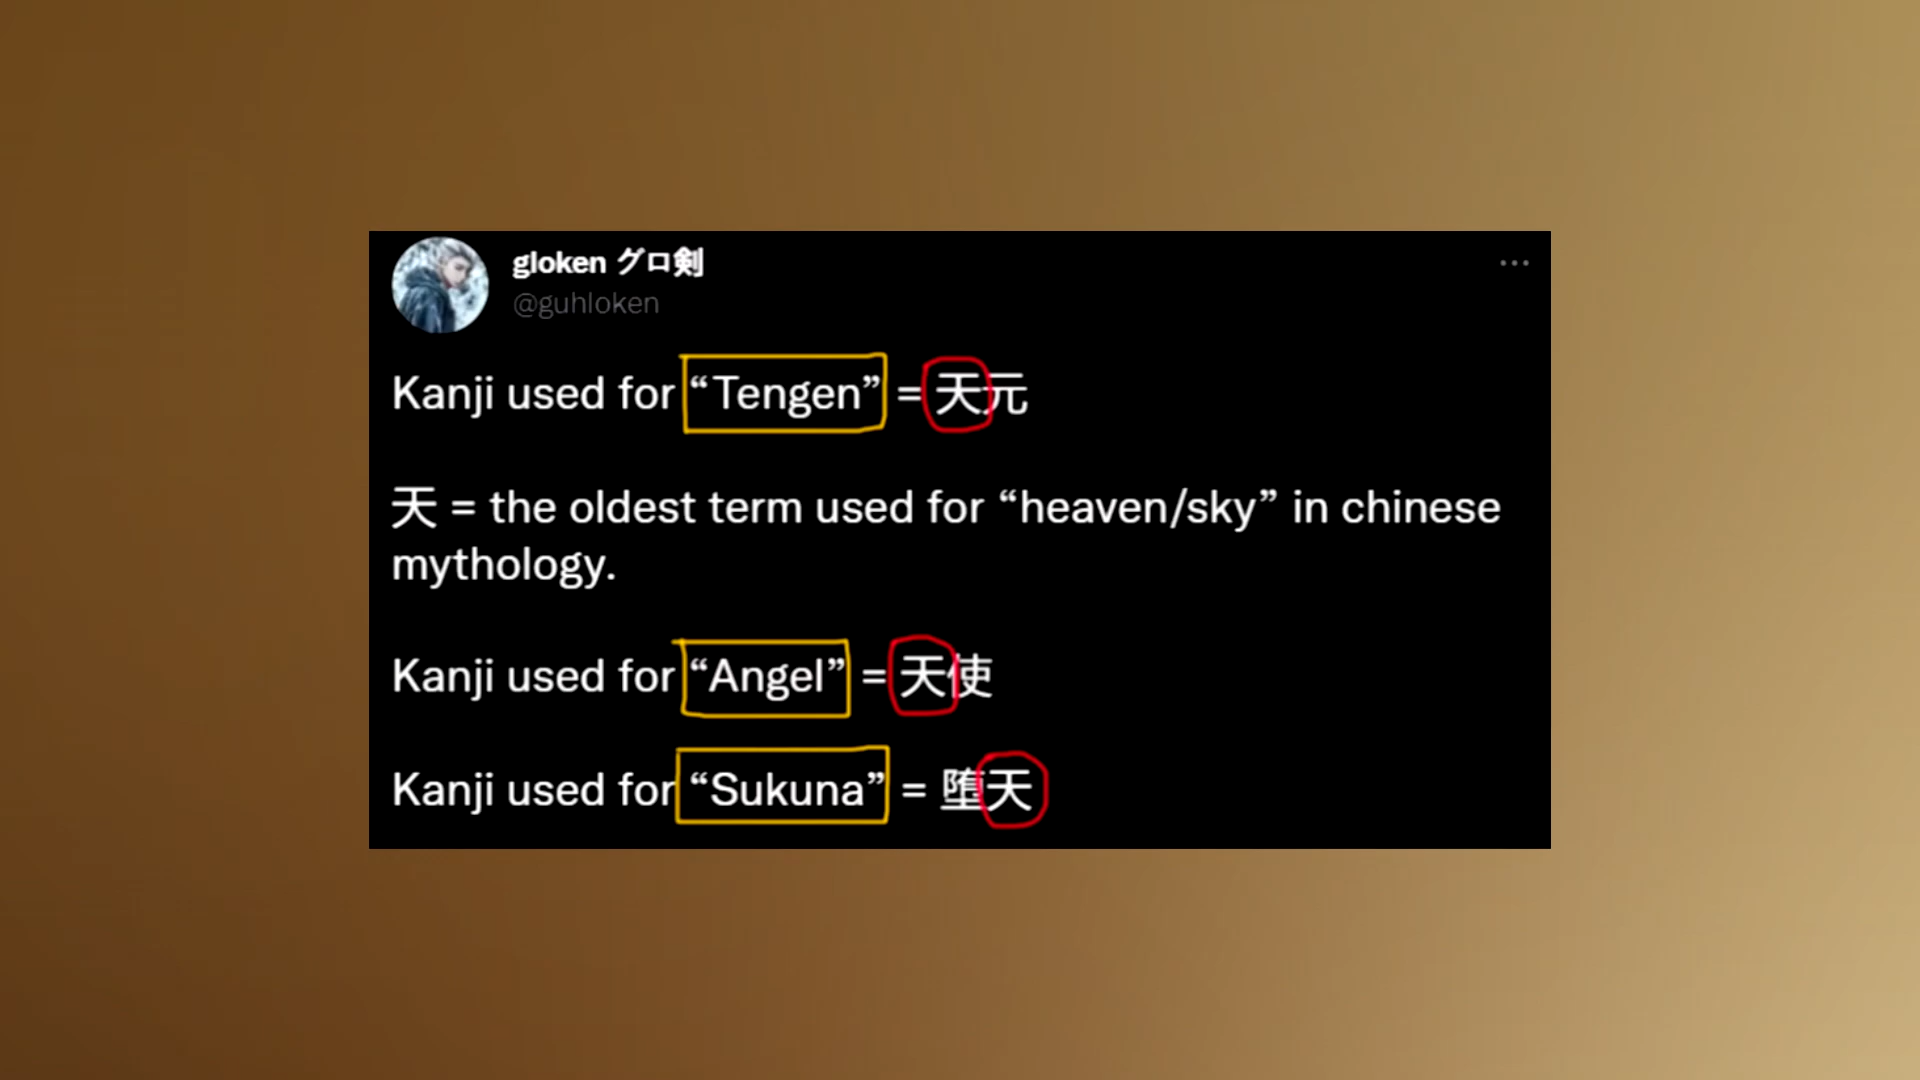 gloken グロ剣
@guhloken
Kanji used for “Tengen” = 天元
天 = the oldest term used for “heaven/sky” in chinese
mythology.
Kanji used for “Angel” = 天使
Kanji used for “Sukuna” = 堕天